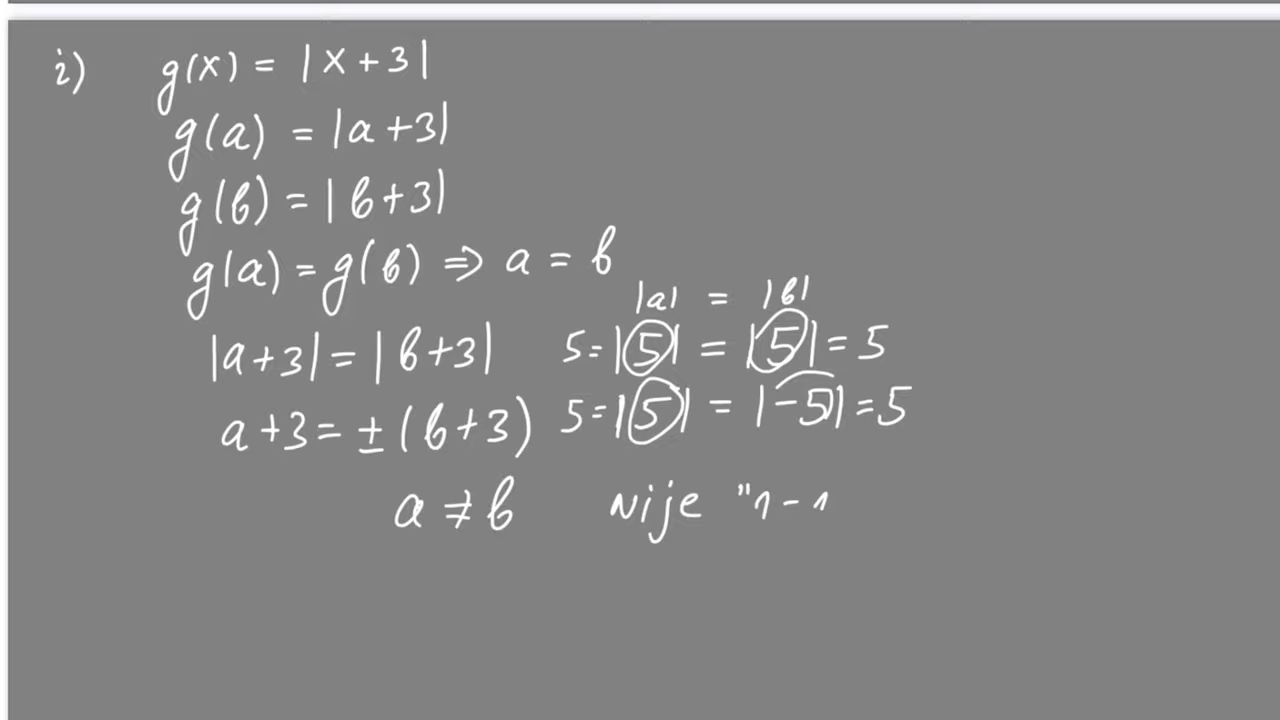 i) g(x) = |x+3|
g(a) = |a+3|
g(b) = |b+3|
g(a) = g(b) ⇒ a = b
|a| = |b|
|a+3| = |b+3| 5=|5| = |5|=5
a+3 = ±(b+3) 5=|5| = |-5|=5
a ≠ b nije "1-1